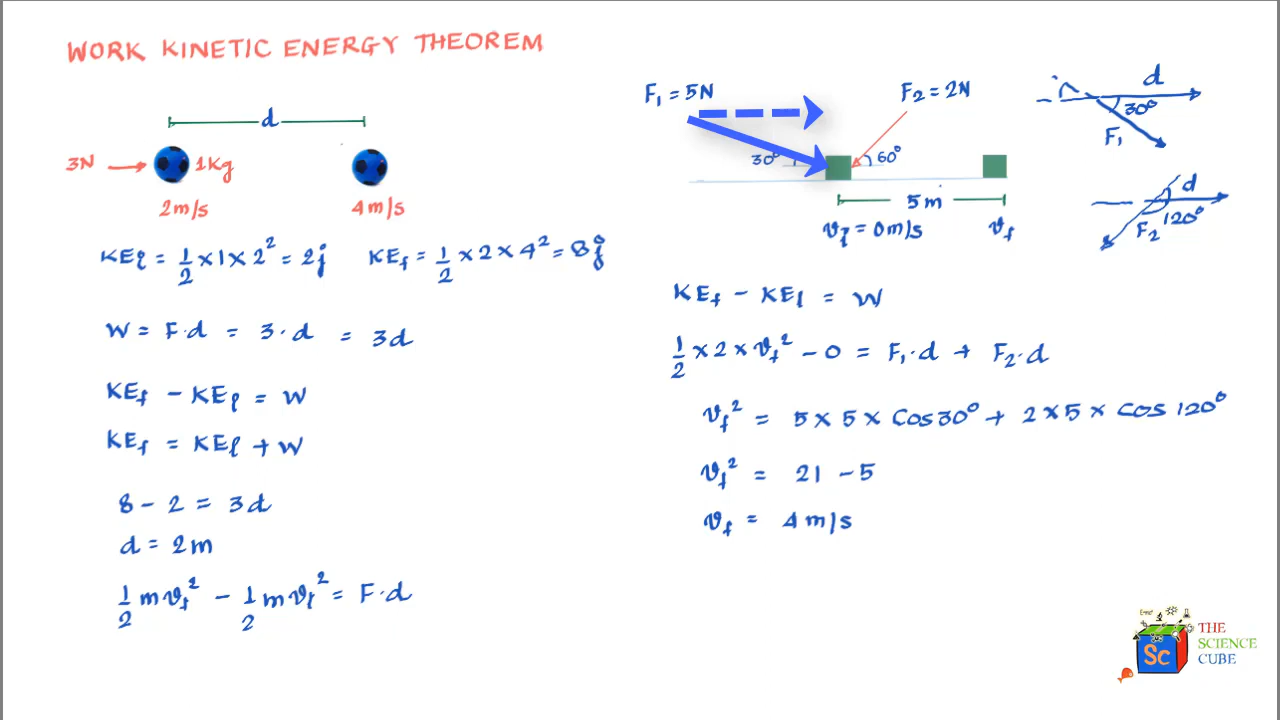 WORK KINETIC ENERGY THEOREM
d
3N
1Kg
2m/s
4m/s
KEi = 1/2 × 1 × 2² = 2j
KEf = 1/2 × 2 × 4² = 8j
W = F·d = 3·d = 3d
KEf - KEi = W
KEf = KEi + W
8 - 2 = 3d
d = 2m
1/2 mvf² - 1/2 mvi² = F·d
F₁ = 5N
F₂ = 2N
30°
60°
5m
vi = 0m/s
vf
d
30°
F₁
d
120°
F₂
KEf - KEi = W
1/2 × 2 × vf² - 0 = F₁·d + F₂·d
vf² = 5 × 5 × Cos30° + 2 × 5 × Cos 120°
vf² = 21 - 5
vf = 4m/s
Sc
THE
SCIENCE
CUBE